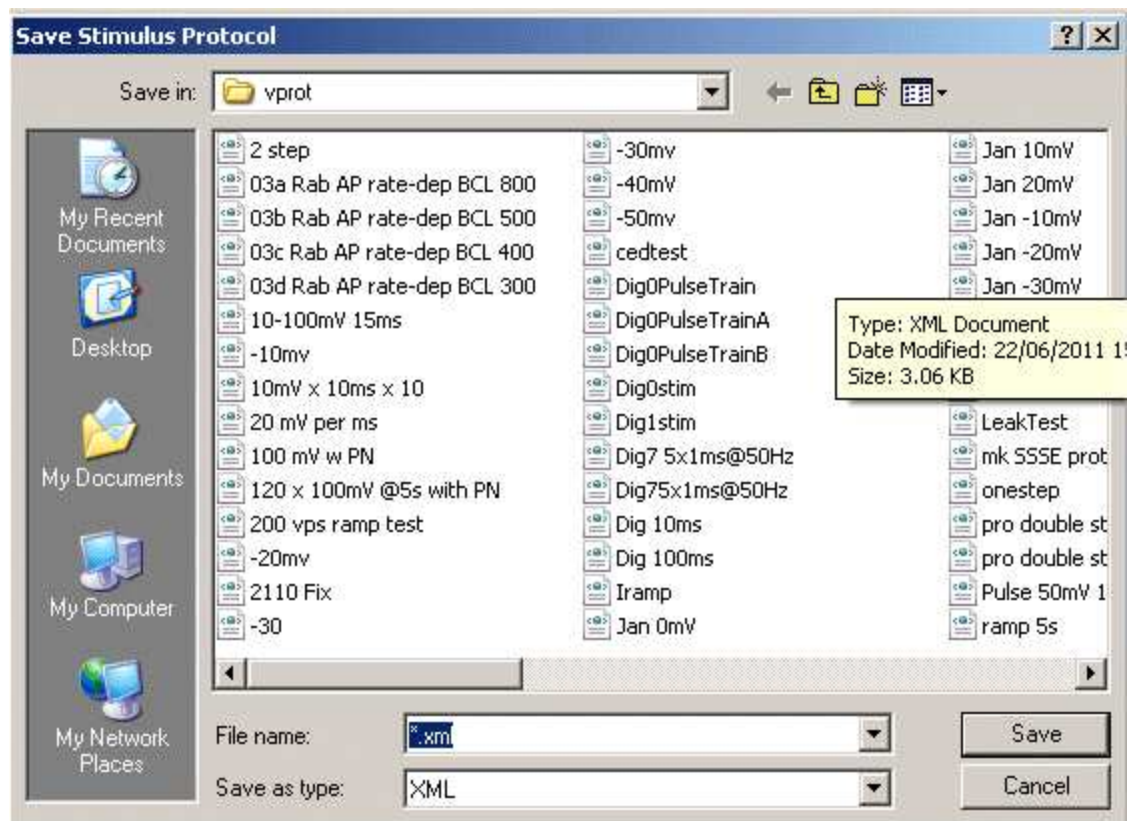 Save Stimulus Protocol
Save in:
vprot
My Recent
Documents
Desktop
My Documents
My Computer
My Network
Places
2 step
03a Rab AP rate-dep BCL 800
03b Rab AP rate-dep BCL 500
03c Rab AP rate-dep BCL 400
03d Rab AP rate-dep BCL 300
10-100mV 15ms
-10mv
10mV x 10ms x 10
20 mV per ms
100 mV w PN
120 x 100mV @5s with PN
200 vps ramp test
-20mv
2110 Fix
-30
-30mv
-40mV
-50mv
cedtest
Dig0PulseTrain
Dig0PulseTrainA
Dig0PulseTrainB
Dig0stim
Dig1stim
Dig7 5x1ms@50Hz
Dig75x1ms@50Hz
Dig 10ms
Dig 100ms
Iramp
Jan 0mV
Jan 10mV
Jan 20mV
Jan -10mV
Jan -20mV
Jan -30mV
Type: XML Document
Date Modified: 22/06/2011 15
Size: 3.06 KB
LeakTest
mk SSSE prot
onestep
pro double st
pro double st
Pulse 50mV 1
ramp 5s
File name:
*.xml
Save
Save as type:
XML
Cancel